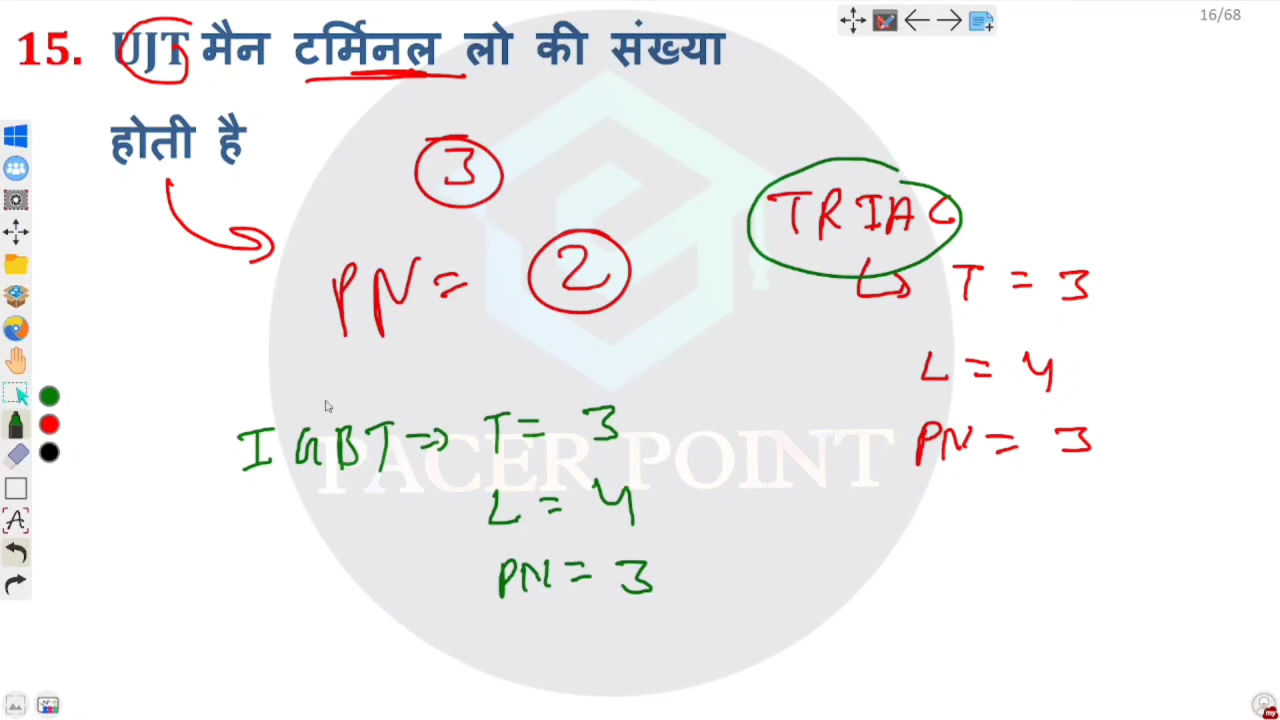 16/68
15. UJT मैन टर्मिनल लो की संख्या
होती है
3
PN = 2
TRIAC
T = 3
L = 4
PN = 3
IGBT ⇒ T = 3
L = 4
PN = 3
PACER POINT
my